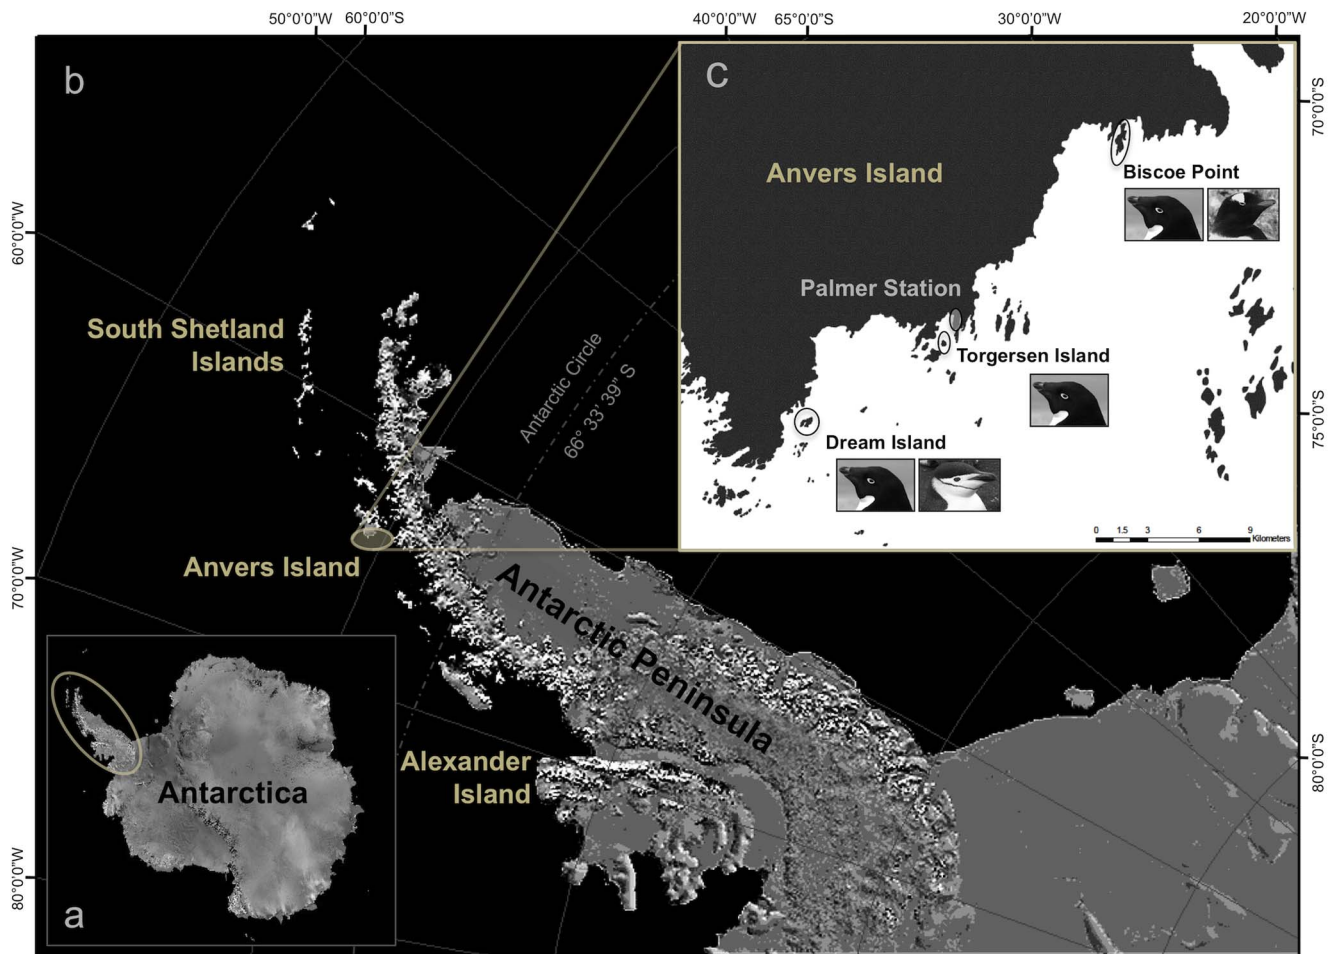 50°0'0"W
60°0'0"S
40°0'0"W
65°0'0"S
30°0'0"W
20°0'0"W
b
c
70°0'0"S
Anvers Island
Biscoe Point
60°0'0"W
Palmer Station
South Shetland
Islands
Antarctic Circle
66° 33' 39" S
Torgersen Island
75°0'0"S
Dream Island
0 1.5 3 6 9
Kilometers
Anvers Island
70°0'0"W
Antarctic Peninsula
Alexander
Island
80°0'0"S
Antarctica
80°0'0"W
a